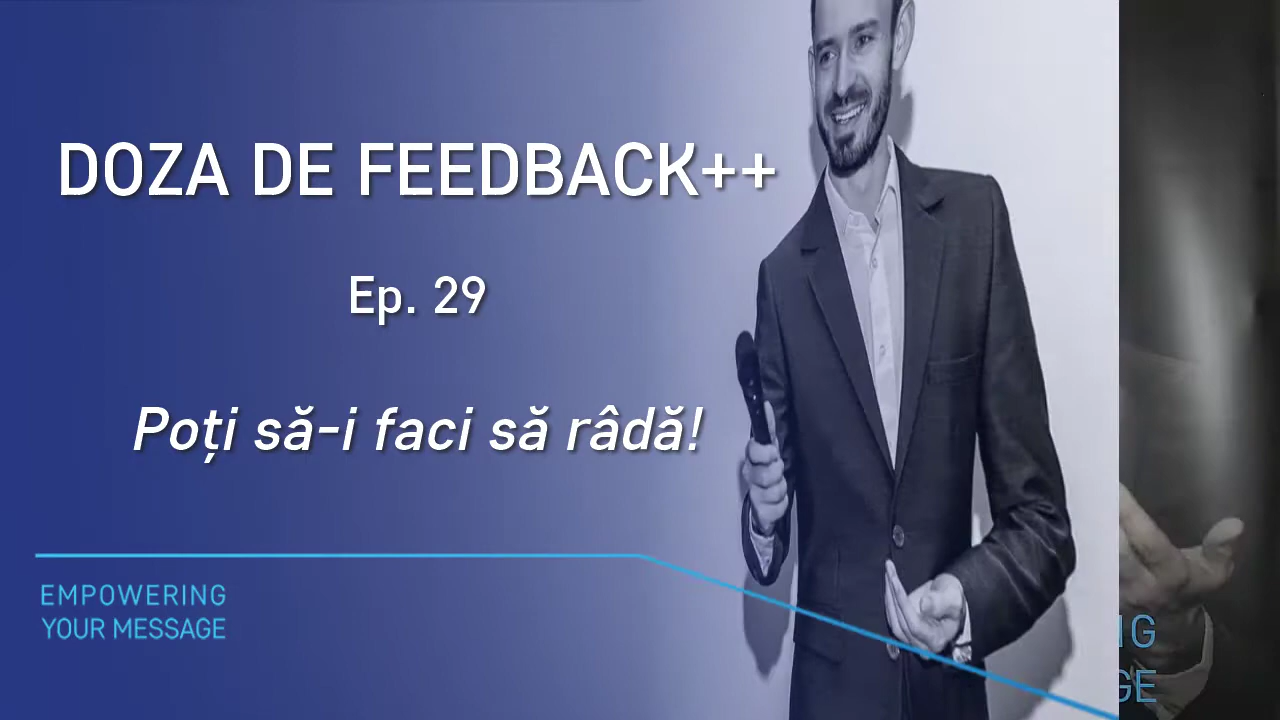 DOZA DE FEEDBACK++
Ep. 29
Poți să-i faci să râdă!
EMPOWERING
YOUR MESSAGE